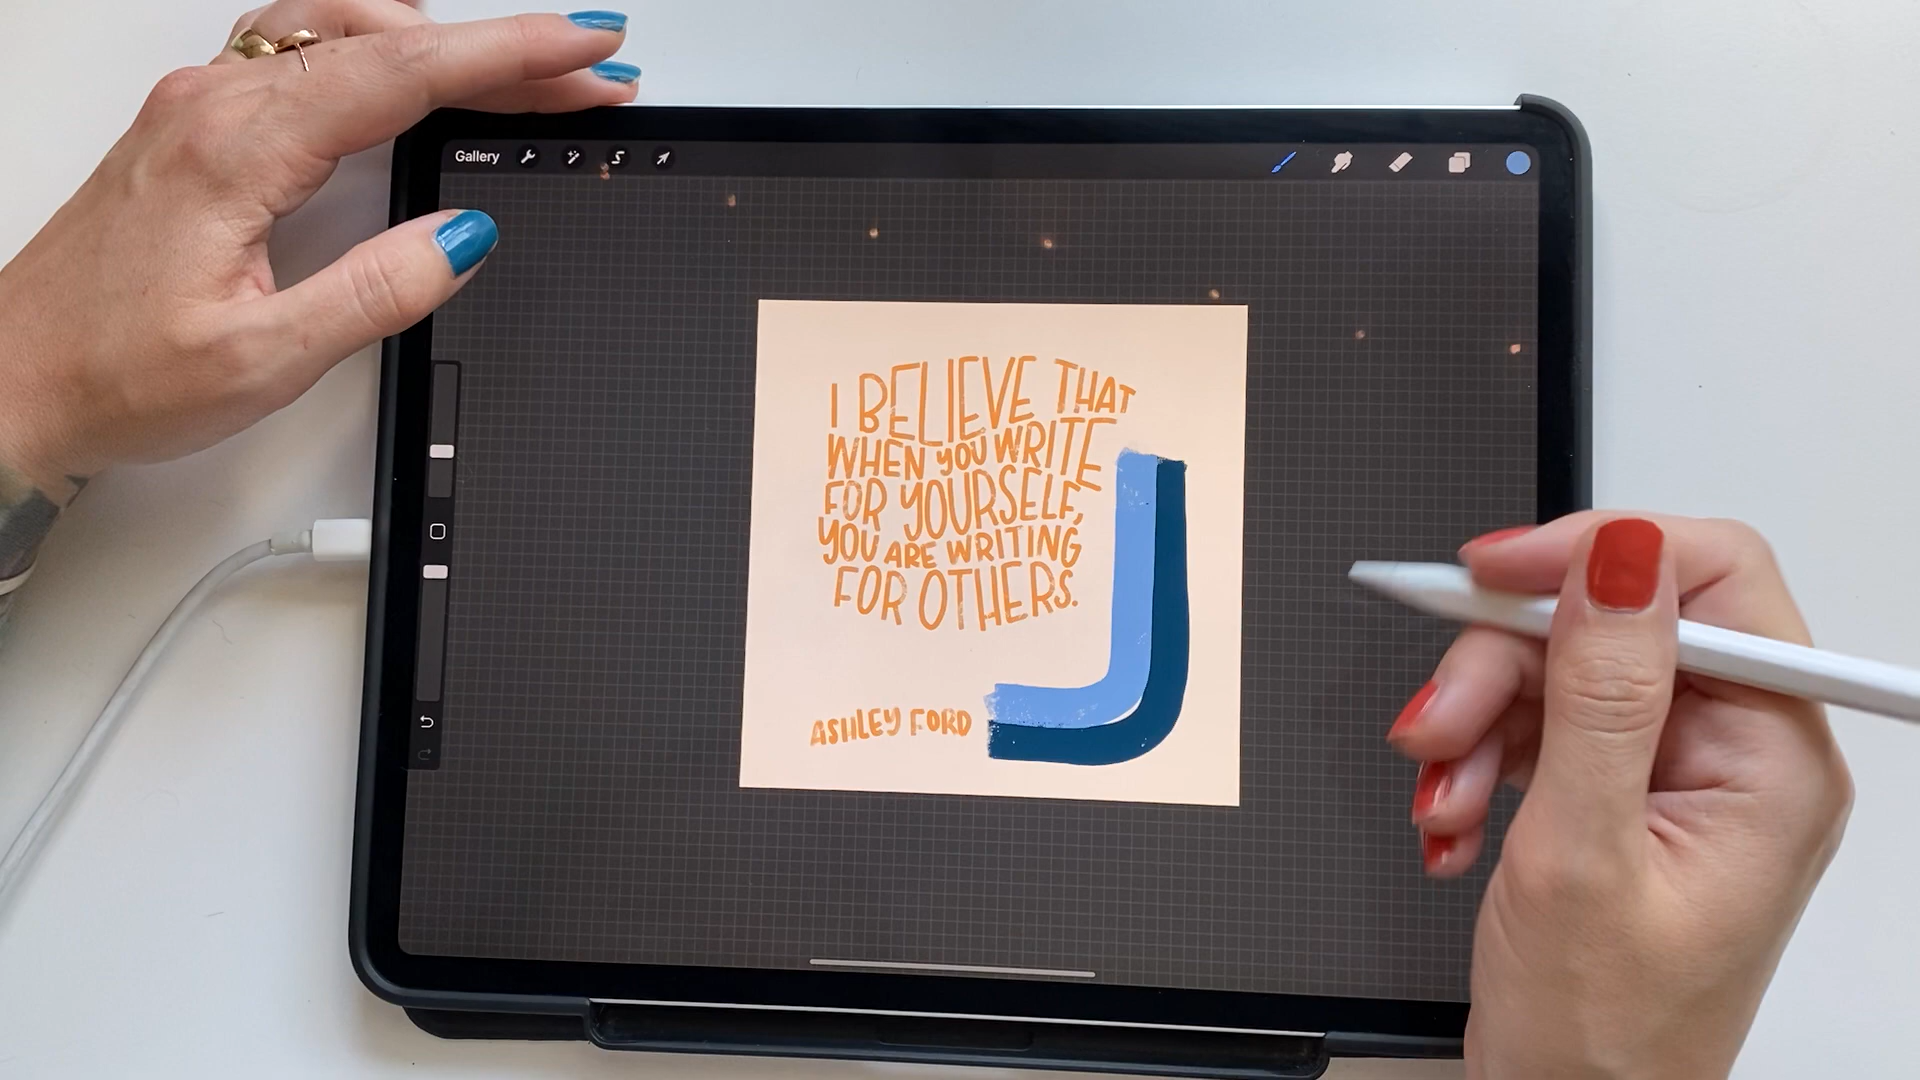 Gallery
I BELIEVE THAT
WHEN YOU WRITE
FOR YOURSELF,
YOU ARE WRITING
FOR OTHERS.
ASHLEY FORD